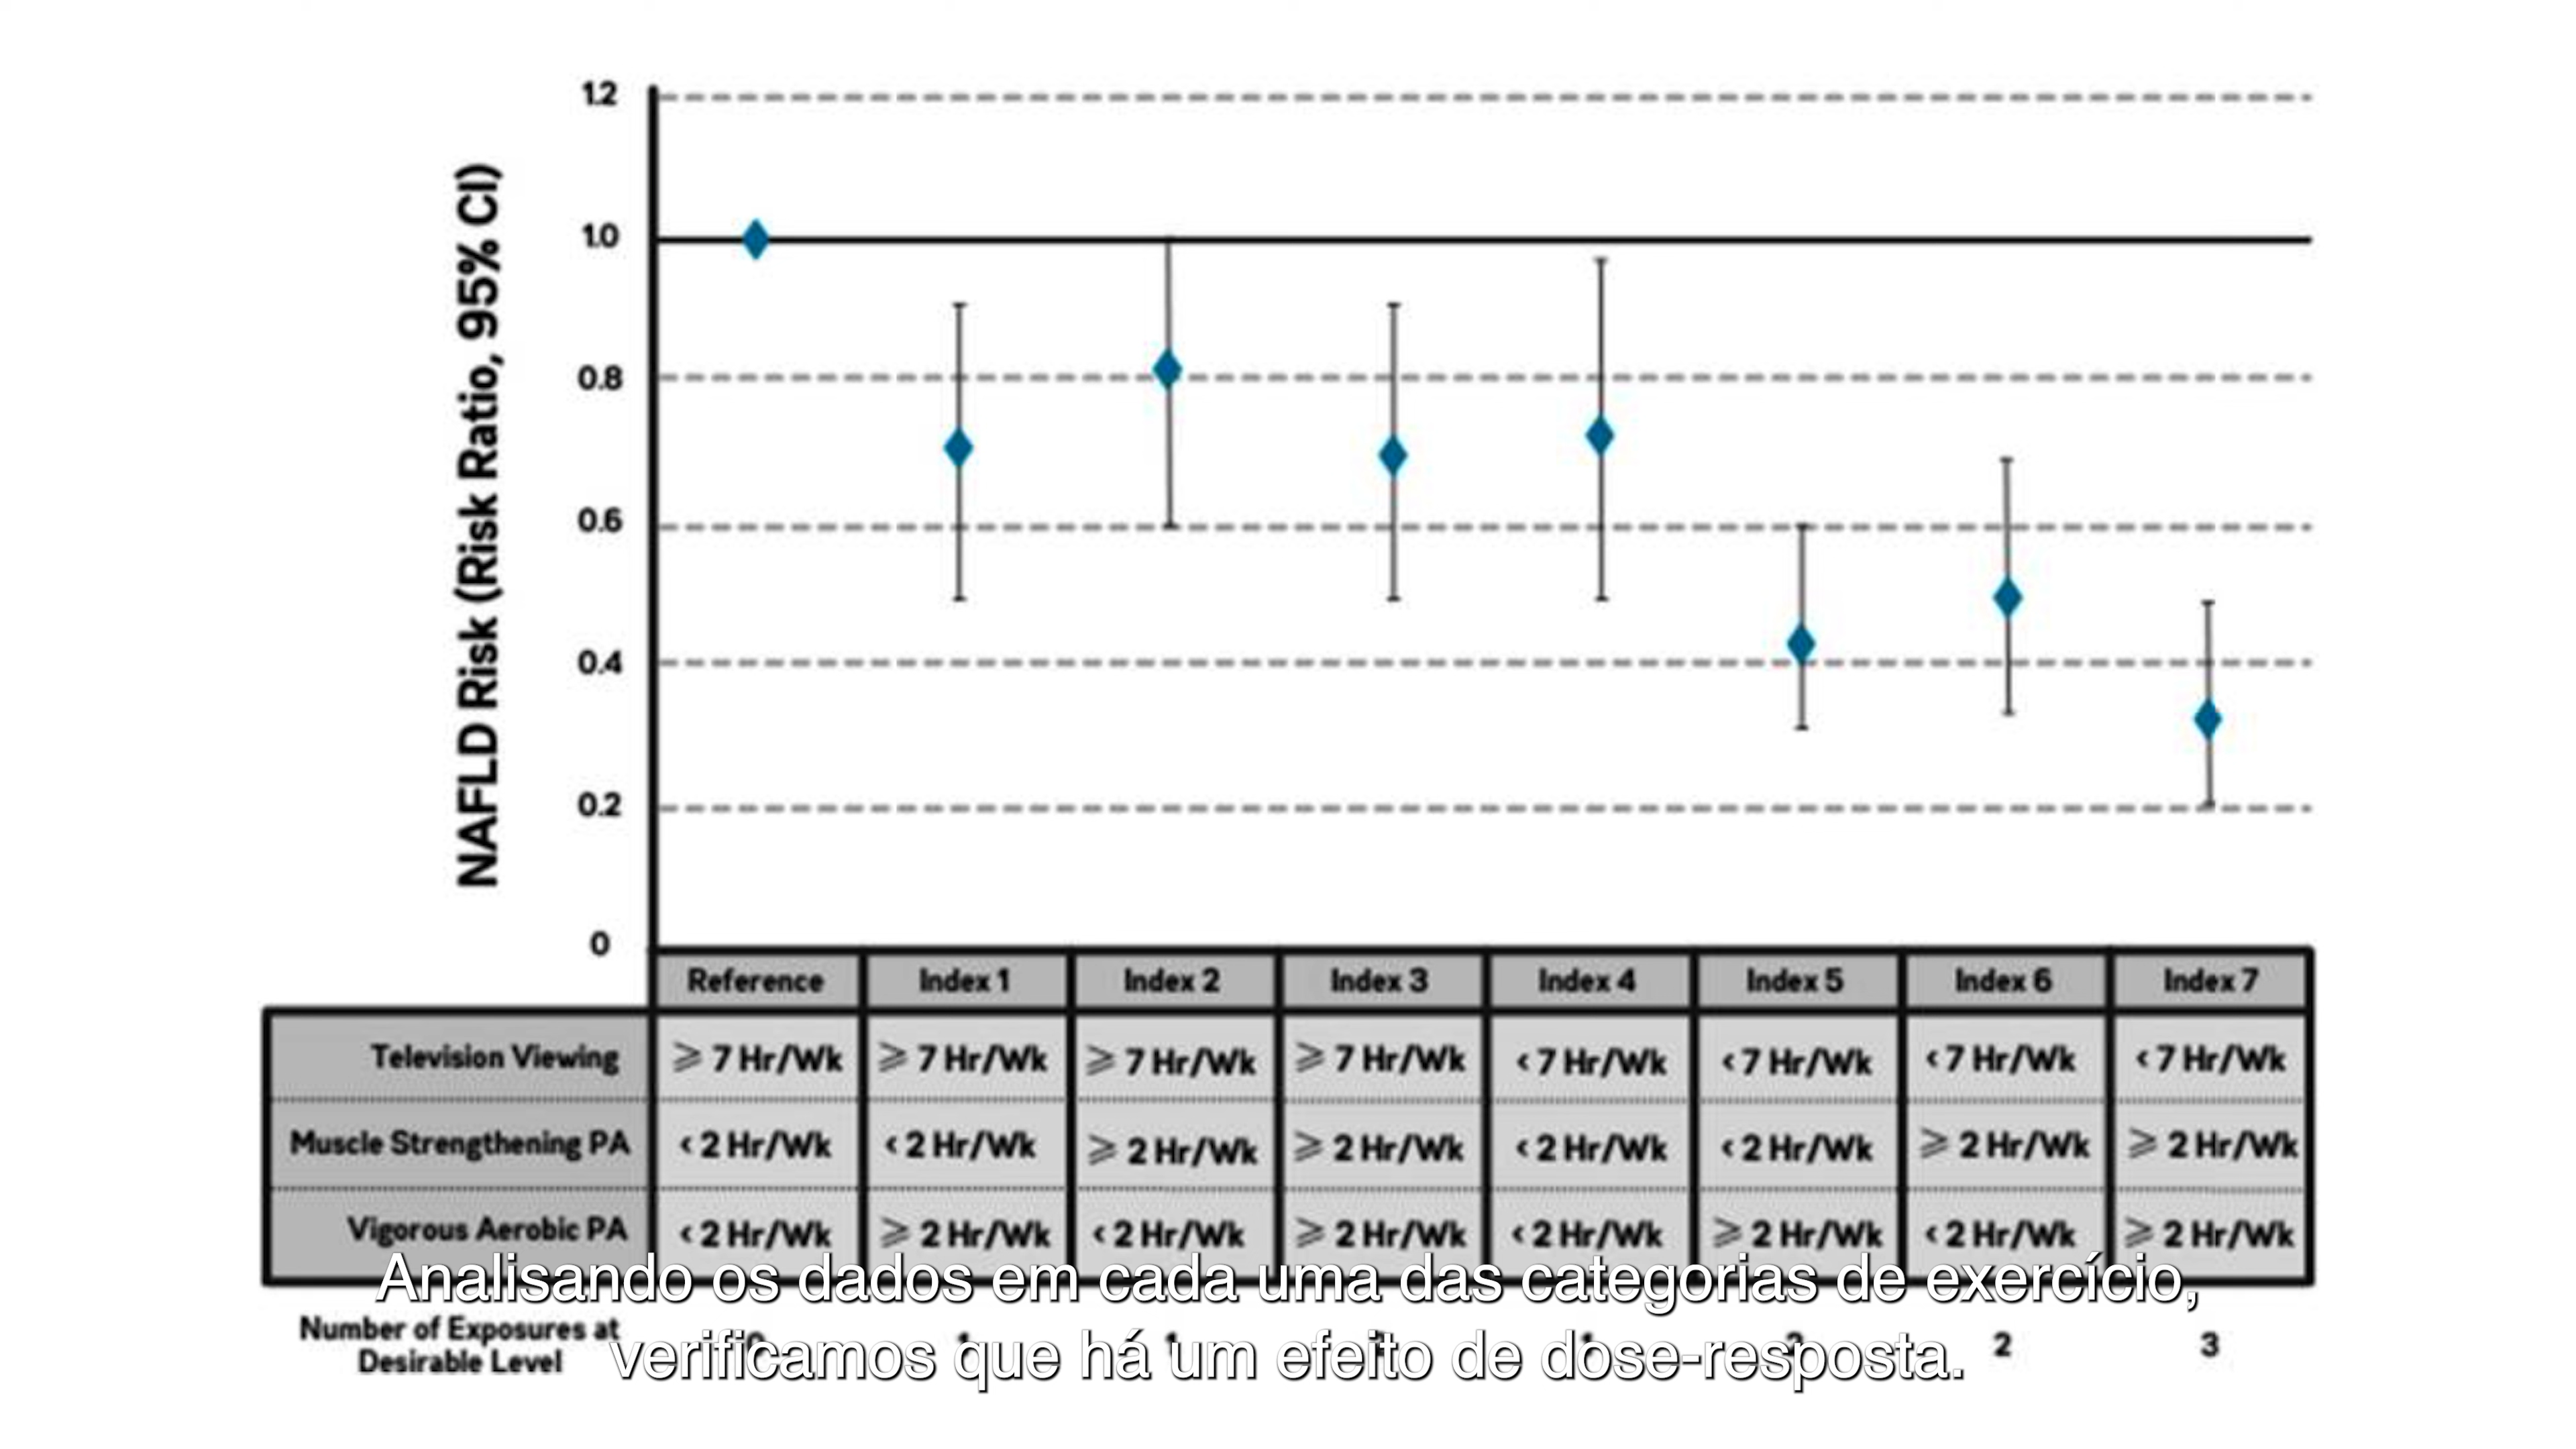 NAFLD Risk (Risk Ratio, 95% CI)
1.2
1.0
0.8
0.6
0.4
0.2
0
Reference Index 1 Index 2 Index 3 Index 4 Index 5 Index 6 Index 7
Television Viewing ⩾ 7 Hr/Wk ⩾ 7 Hr/Wk ⩾ 7 Hr/Wk ⩾ 7 Hr/Wk < 7 Hr/Wk < 7 Hr/Wk < 7 Hr/Wk < 7 Hr/Wk
Muscle Strengthening PA < 2 Hr/Wk < 2 Hr/Wk ⩾ 2 Hr/Wk ⩾ 2 Hr/Wk < 2 Hr/Wk < 2 Hr/Wk ⩾ 2 Hr/Wk ⩾ 2 Hr/Wk
Vigorous Aerobic PA < 2 Hr/Wk ⩾ 2 Hr/Wk < 2 Hr/Wk ⩾ 2 Hr/Wk < 2 Hr/Wk ⩾ 2 Hr/Wk < 2 Hr/Wk ⩾ 2 Hr/Wk
Number of Exposures at
Desirable Level
2 3
Analisando os dados em cada uma das categorias de exercício,
verificamos que há um efeito de dose-resposta.